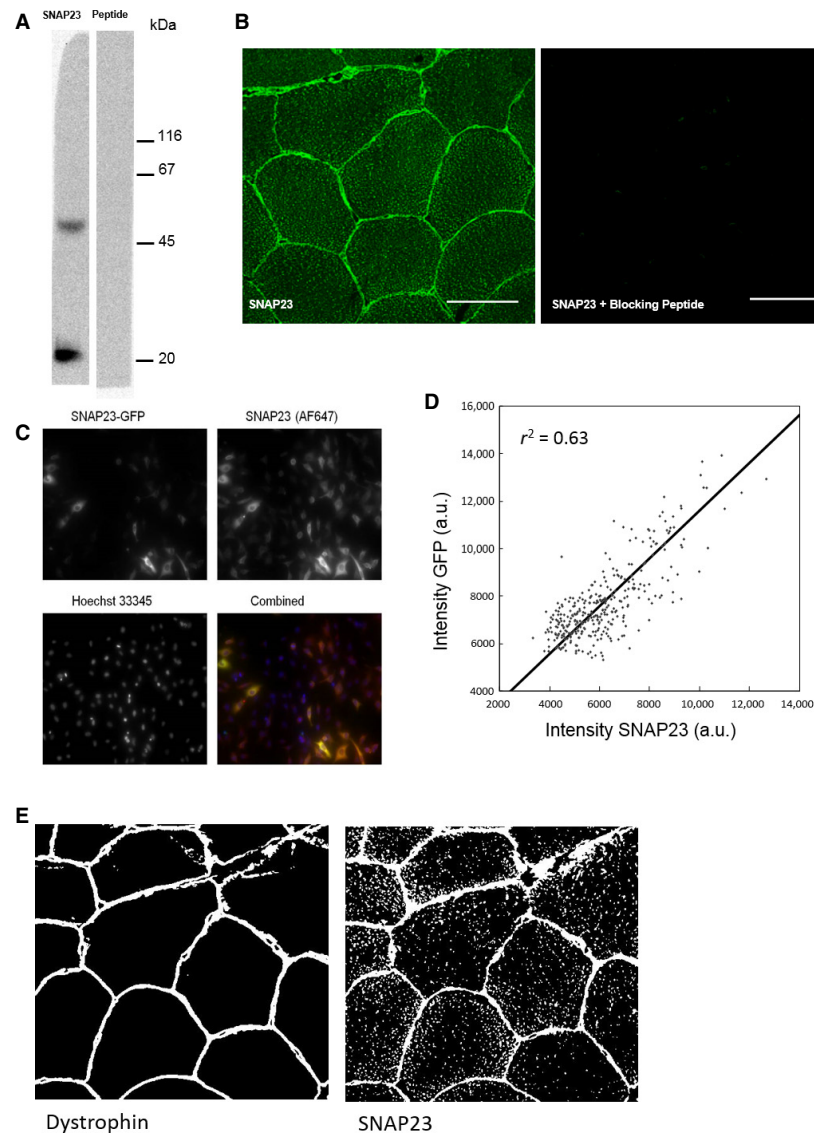 A
SNAP23 Peptide
kDa
116
67
45
20
B
SNAP23
SNAP23 + Blocking Peptide
C
SNAP23-GFP
SNAP23 (AF647)
Hoechst 33345
Combined
D
r² = 0.63
16,000
14,000
12,000
10,000
8000
6000
4000
Intensity GFP (a.u.)
2000 4000 6000 8000 10,000 12,000 14,000
Intensity SNAP23 (a.u.)
E
Dystrophin
SNAP23